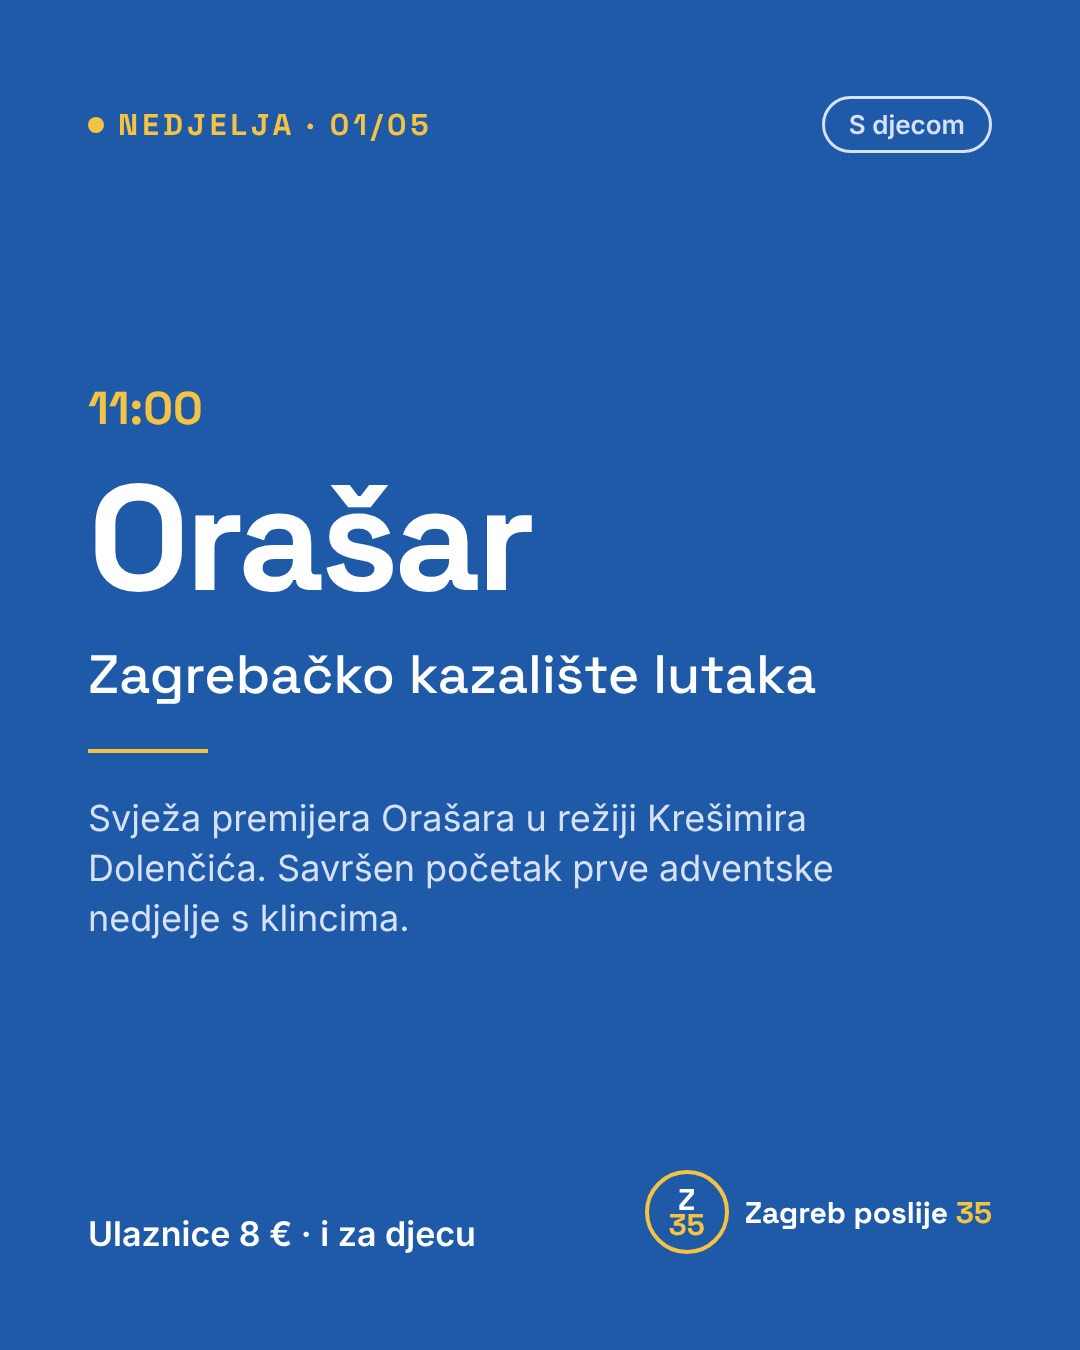 NEDJELJA · 01/05
S djecom
11:00
Orašar
Zagrebačko kazalište lutaka
Svježa premijera Orašara u režiji Krešimira
Dolenčića. Savršen početak prve adventske
nedjelje s klincima.
Ulaznice 8 € · i za djecu
Z
35
Zagreb poslije 35